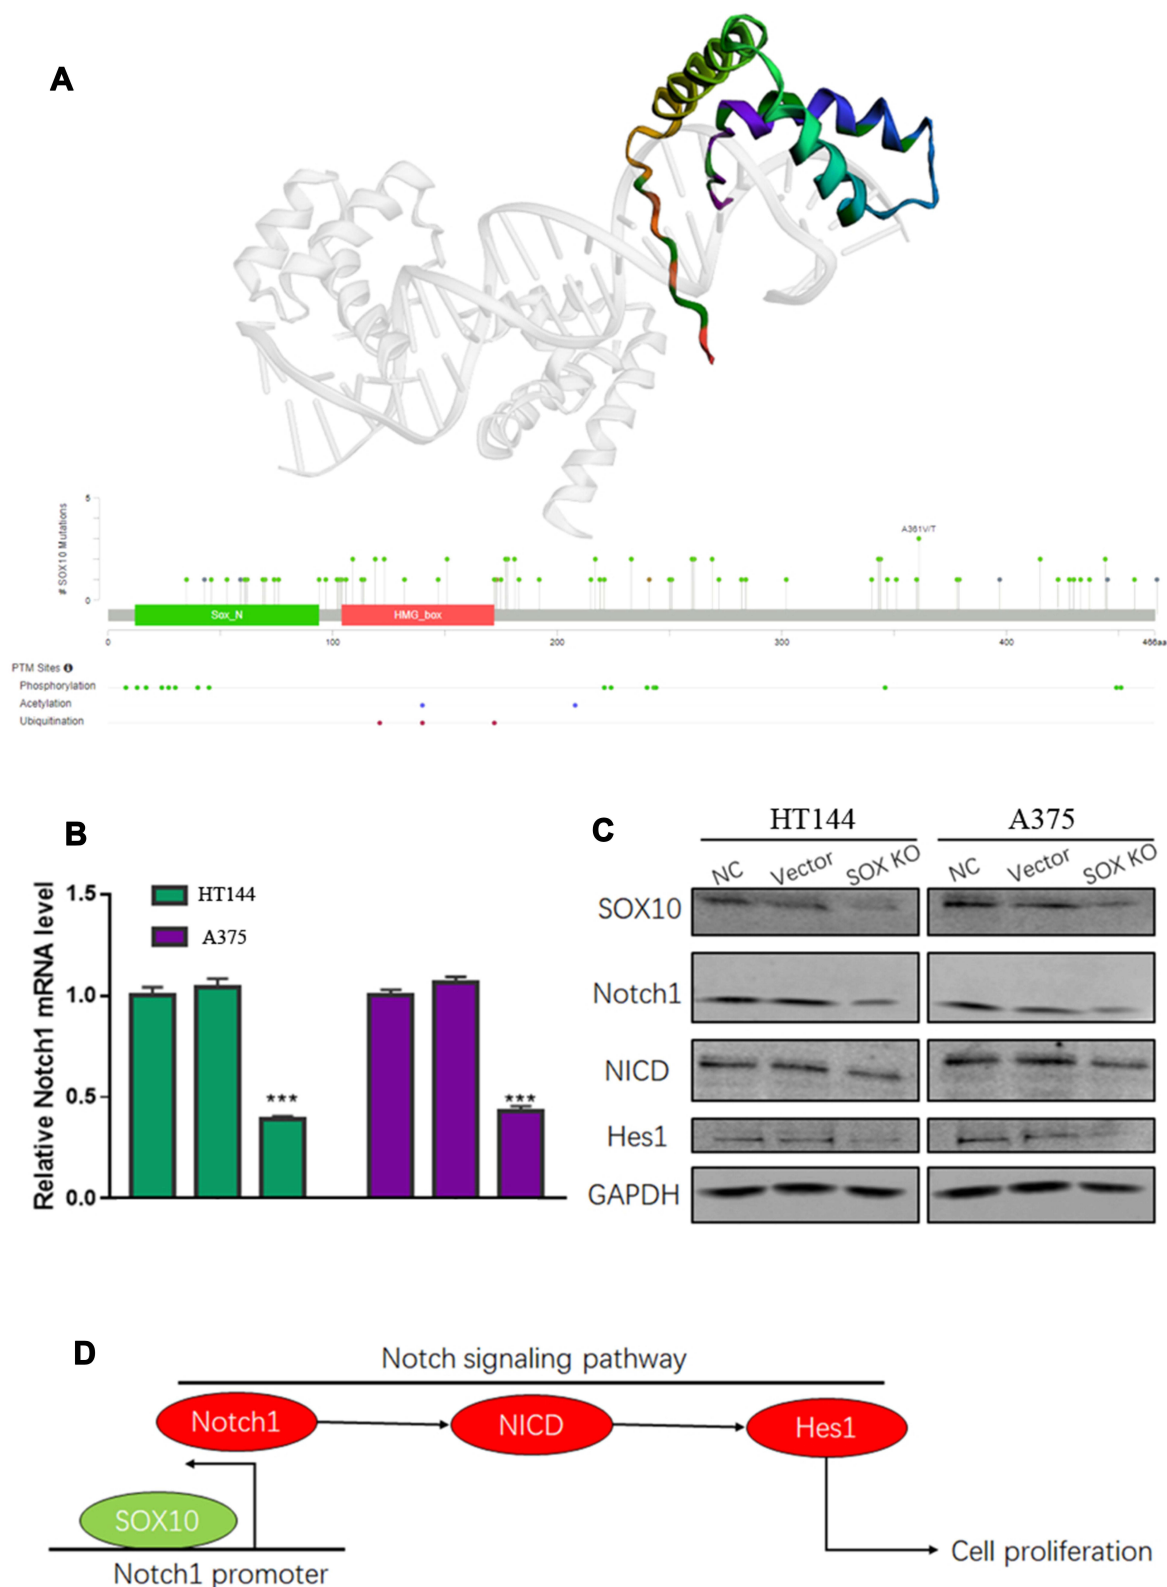 A
A361V/T
# SOX10 Mutations
5
0
Sox_N
HMG_box
0
100
200
300
400
466aa
PTM Sites
Phosphorylation
Acetylation
Ubiquitination
B
Relative Notch1 mRNA level
1.5
1.0
0.5
0.0
HT144
A375
***
***
C
HT144
A375
NC
Vector
SOX KO
NC
Vector
SOX KO
SOX10
Notch1
NICD
Hes1
GAPDH
D
Notch signaling pathway
Notch1
NICD
Hes1
SOX10
Notch1 promoter
Cell proliferation